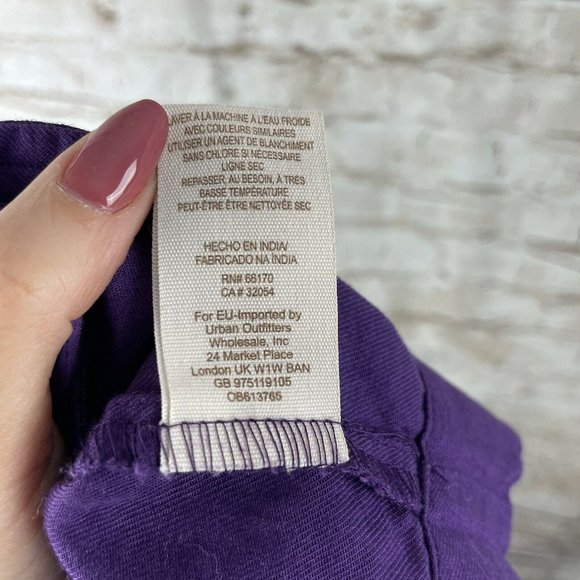 LAVER À LA MACHINE À L'EAU FROIDE
AVEC COULEURS SIMILAIRES
UTILISER UN AGENT DE BLANCHIMENT
SANS CHLORE SI NÉCESSAIRE
LIGNE SEC
REPASSER, AU BESOIN, À TRÈS
BASSE TEMPÉRATURE
PEUT-ÊTRE ÊTRE NETTOYÉE SEC
HECHO EN INDIA/
FABRICADO NA ÍNDIA
RN# 66170
CA# 32054
For EU-Imported by
Urban Outfitters
Wholesale, Inc
24 Market Place
London UK W1W BAN
GB 975119105
OB613765